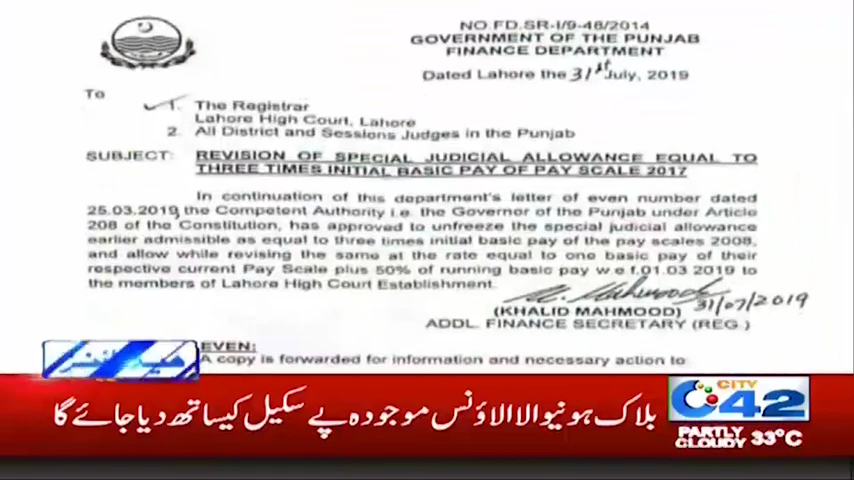 NO.FD.SR-I/9-48/2014
GOVERNMENT OF THE PUNJAB
FINANCE DEPARTMENT
Dated Lahore the 31st July, 2019
To
1. The Registrar
Lahore High Court, Lahore
2. All District and Sessions Judges in the Punjab
SUBJECT: REVISION OF SPECIAL JUDICIAL ALLOWANCE EQUAL TO
THREE TIMES INITIAL BASIC PAY OF PAY SCALE 2017
In continuation of this department's letter of even number dated
25.03.2019, the Competent Authority i.e. the Governor of the Punjab under Article
208 of the Constitution, has approved to unfreeze the special judicial allowance
earlier admissible as equal to three times initial basic pay of the pay scales 2008,
and allow while revising the same at the rate equal to one basic pay of their
respective current Pay Scale plus 50% of running basic pay w.e.f.01.03 2019 to
the members of Lahore High Court Establishment.
31/07/2019
(KHALID MAHMOOD)
ADDL. FINANCE SECRETARY (REG.)
EVEN:
A copy is forwarded for information and necessary action to
ہیڈ لائنز
بلاک ہونیوالا الاؤنس موجودہ پے سکیل کیساتھ دیا جائے گا
CITY
42
PARTLY
CLOUDY 33°C